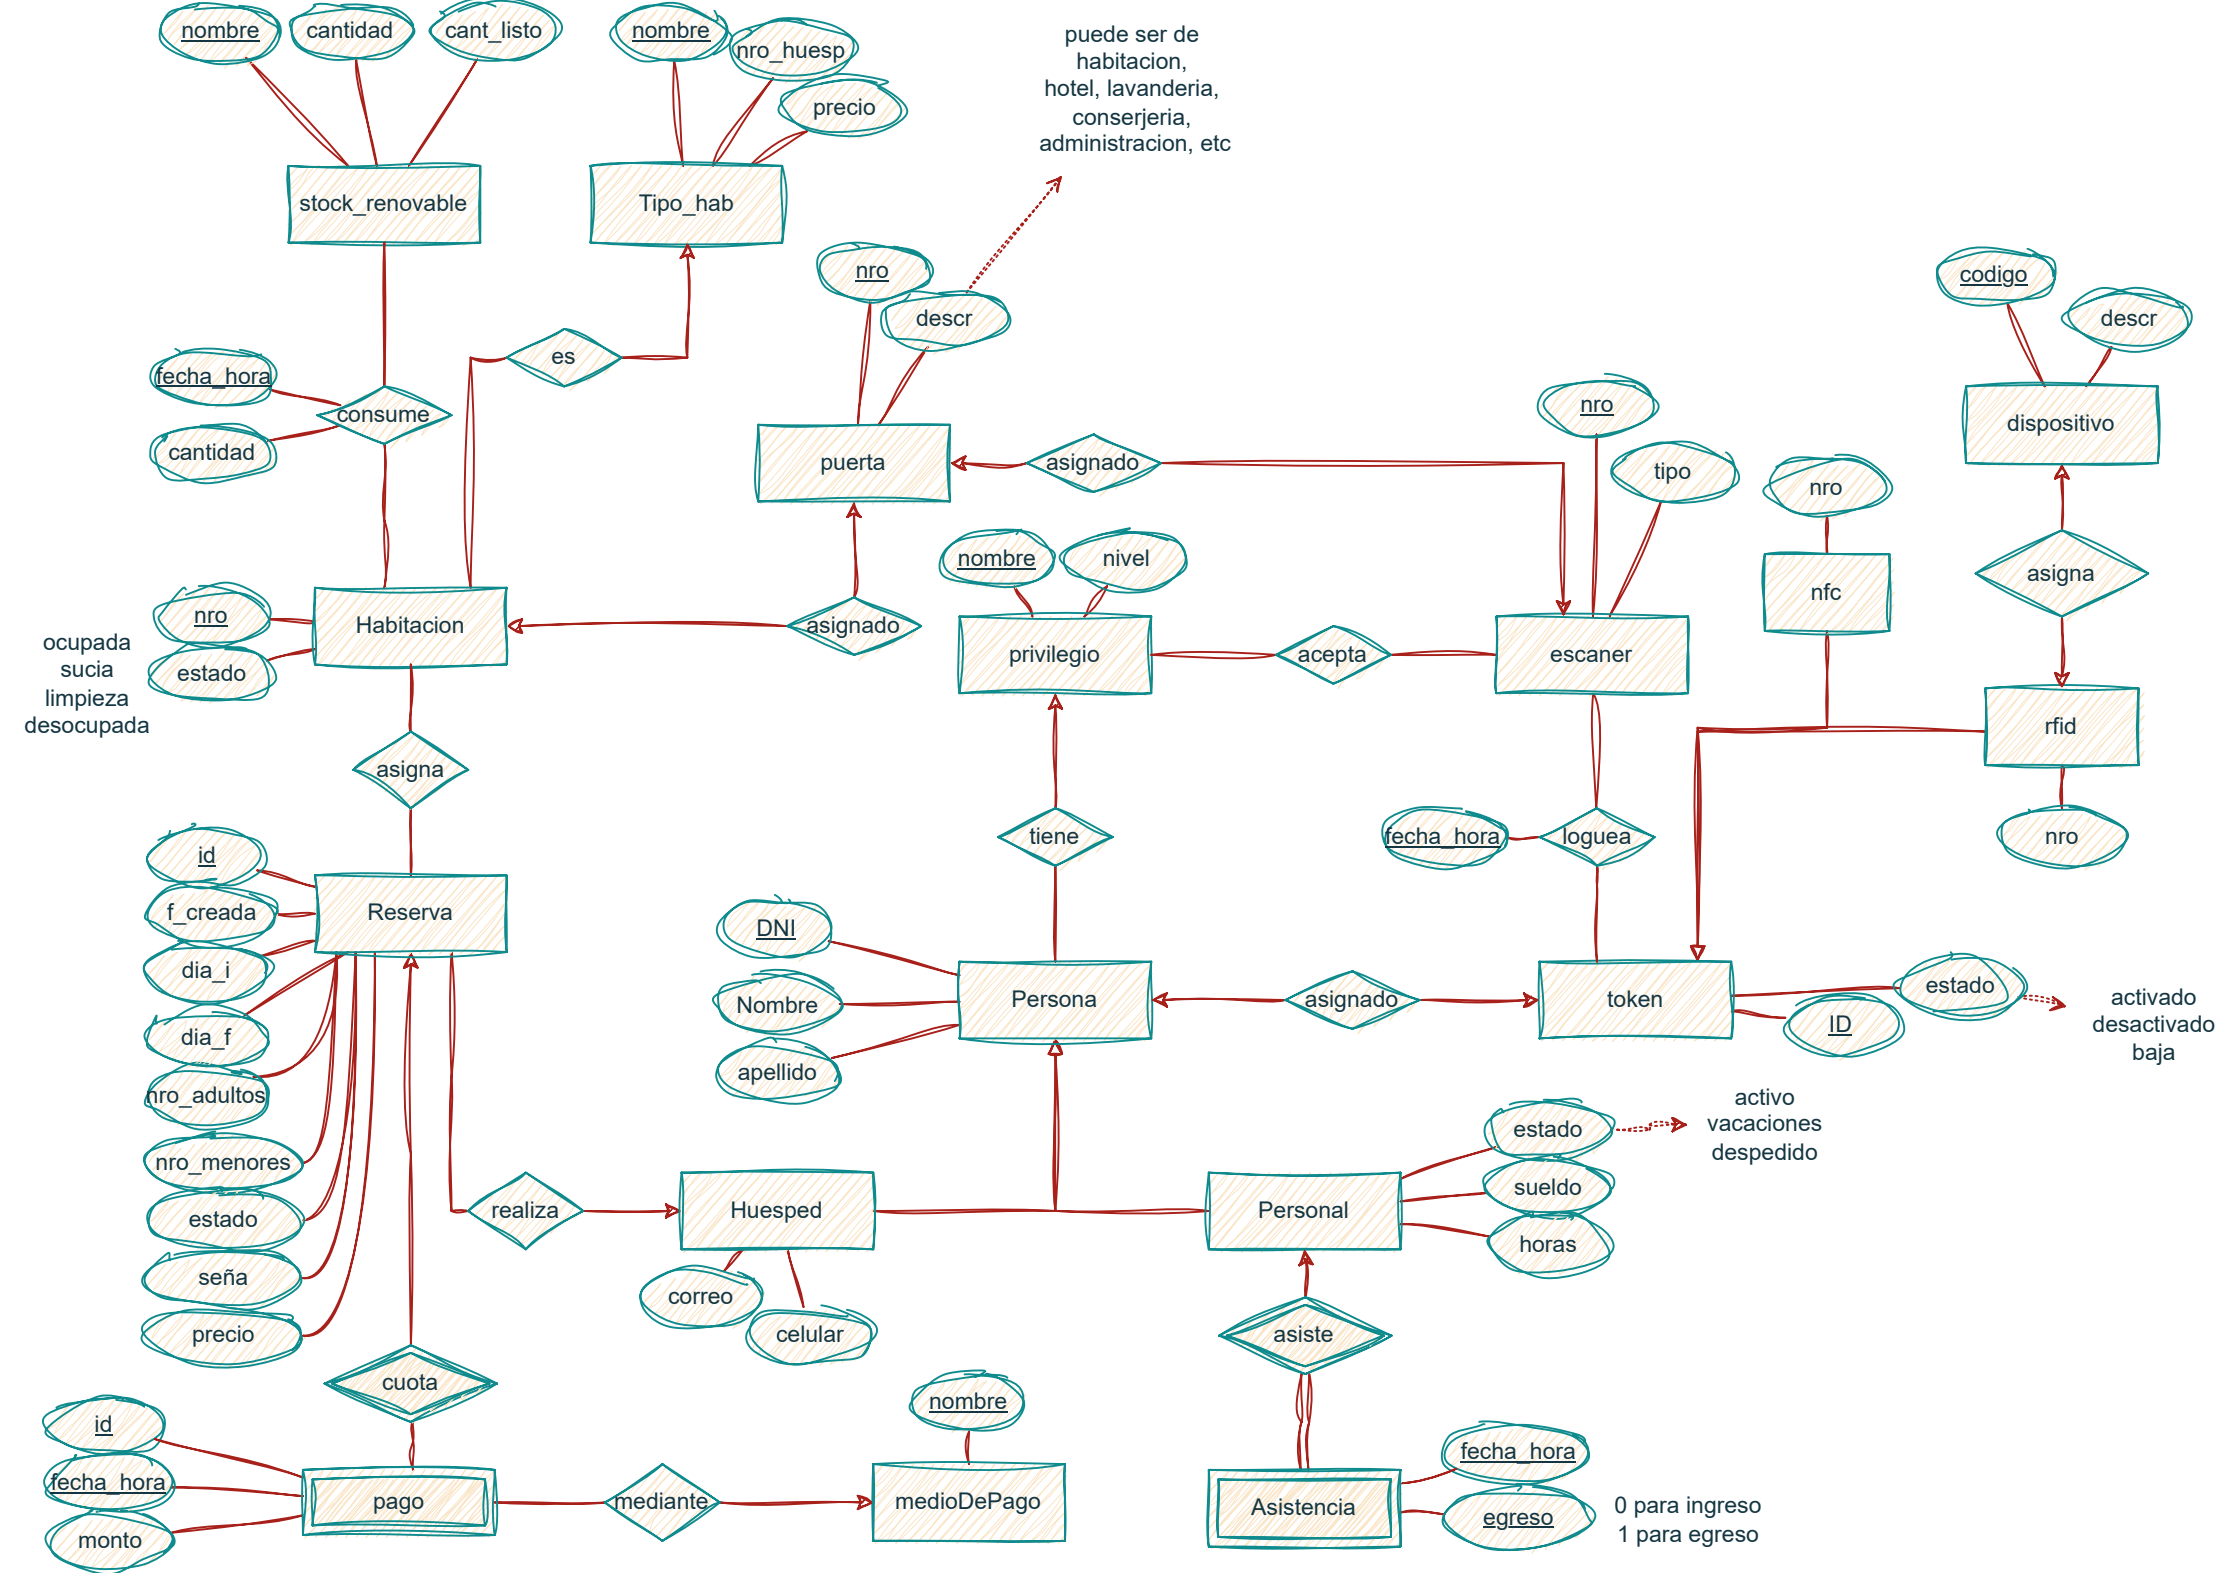 nombre
cantidad
cant_listo
nombre
nro_huesp
precio
puede ser de
habitacion,
hotel, lavanderia,
conserjeria,
administracion, etc
stock_renovable
Tipo_hab
nro
descr
codigo
descr
fecha_hora
consume
cantidad
es
puerta
asignado
nro
tipo
nro
dispositivo
nombre
nivel
nfc
asigna
nro
estado
Habitacion
ocupada
sucia
limpieza
desocupada
asignado
privilegio
acepta
escaner
rfid
asigna
tiene
fecha_hora
loguea
nro
id
f_creada
dia_i
dia_f
nro_adultos
nro_menores
estado
seña
precio
Reserva
DNI
Nombre
apellido
Persona
asignado
token
estado
ID
activado
desactivado
baja
realiza
Huesped
correo
celular
Personal
estado
sueldo
horas
activo
vacaciones
despedido
asiste
cuota
id
fecha_hora
monto
pago
mediante
nombre
medioDePago
Asistencia
fecha_hora
egreso
0 para ingreso
1 para egreso